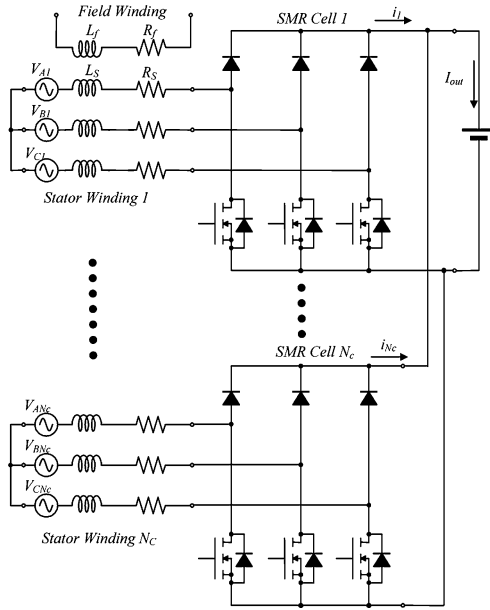 Field Winding
SMR Cell 1
i1
Lf
Rf
VA1
LS
RS
Iout
VB1
VC1
Stator Winding 1
SMR Cell Nc
iNc
VANc
VBNc
VCNc
Stator Winding NC